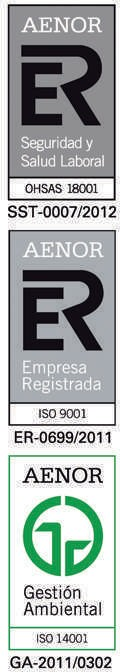 AENOR
ER
Seguridad y
Salud Laboral
OHSAS 18001
SST-0007/2012
AENOR
ER
Empresa
Registrada
ISO 9001
ER-0699/2011
AENOR
Gestión
Ambiental
ISO 14001
GA-2011/0302